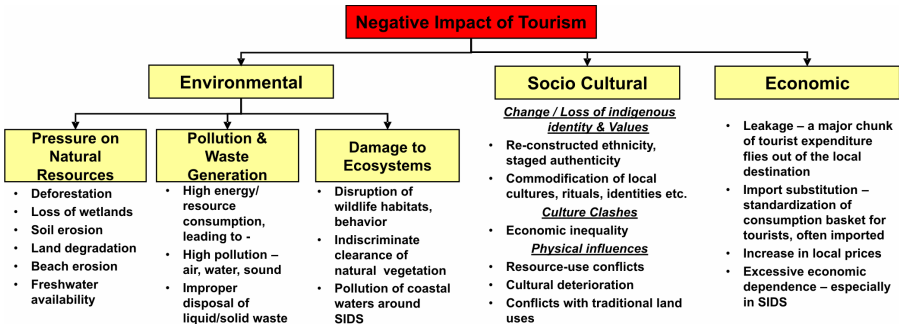 Negative Impact of Tourism
Environmental
Socio Cultural
Economic
Pressure on
Natural
Resources
• Deforestation
• Loss of wetlands
• Soil erosion
• Land degradation
• Beach erosion
• Freshwater
availability
Pollution &
Waste
Generation
• High energy/
resource
consumption,
leading to -
• High pollution –
air, water, sound
• Improper
disposal of
liquid/solid waste
Damage to
Ecosystems
• Disruption of
wildlife habitats,
behavior
• Indiscriminate
clearance of
natural vegetation
• Pollution of coastal
waters around
SIDS
Change / Loss of indigenous
identity & Values
• Re-constructed ethnicity,
staged authenticity
• Commodification of local
cultures, rituals, identities etc.
Culture Clashes
• Economic inequality
Physical influences
• Resource-use conflicts
• Cultural deterioration
• Conflicts with traditional land
uses
• Leakage – a major chunk
of tourist expenditure
flies out of the local
destination
• Import substitution –
standardization of
consumption basket for
tourists, often imported
• Increase in local prices
• Excessive economic
dependence – especially
in SIDS